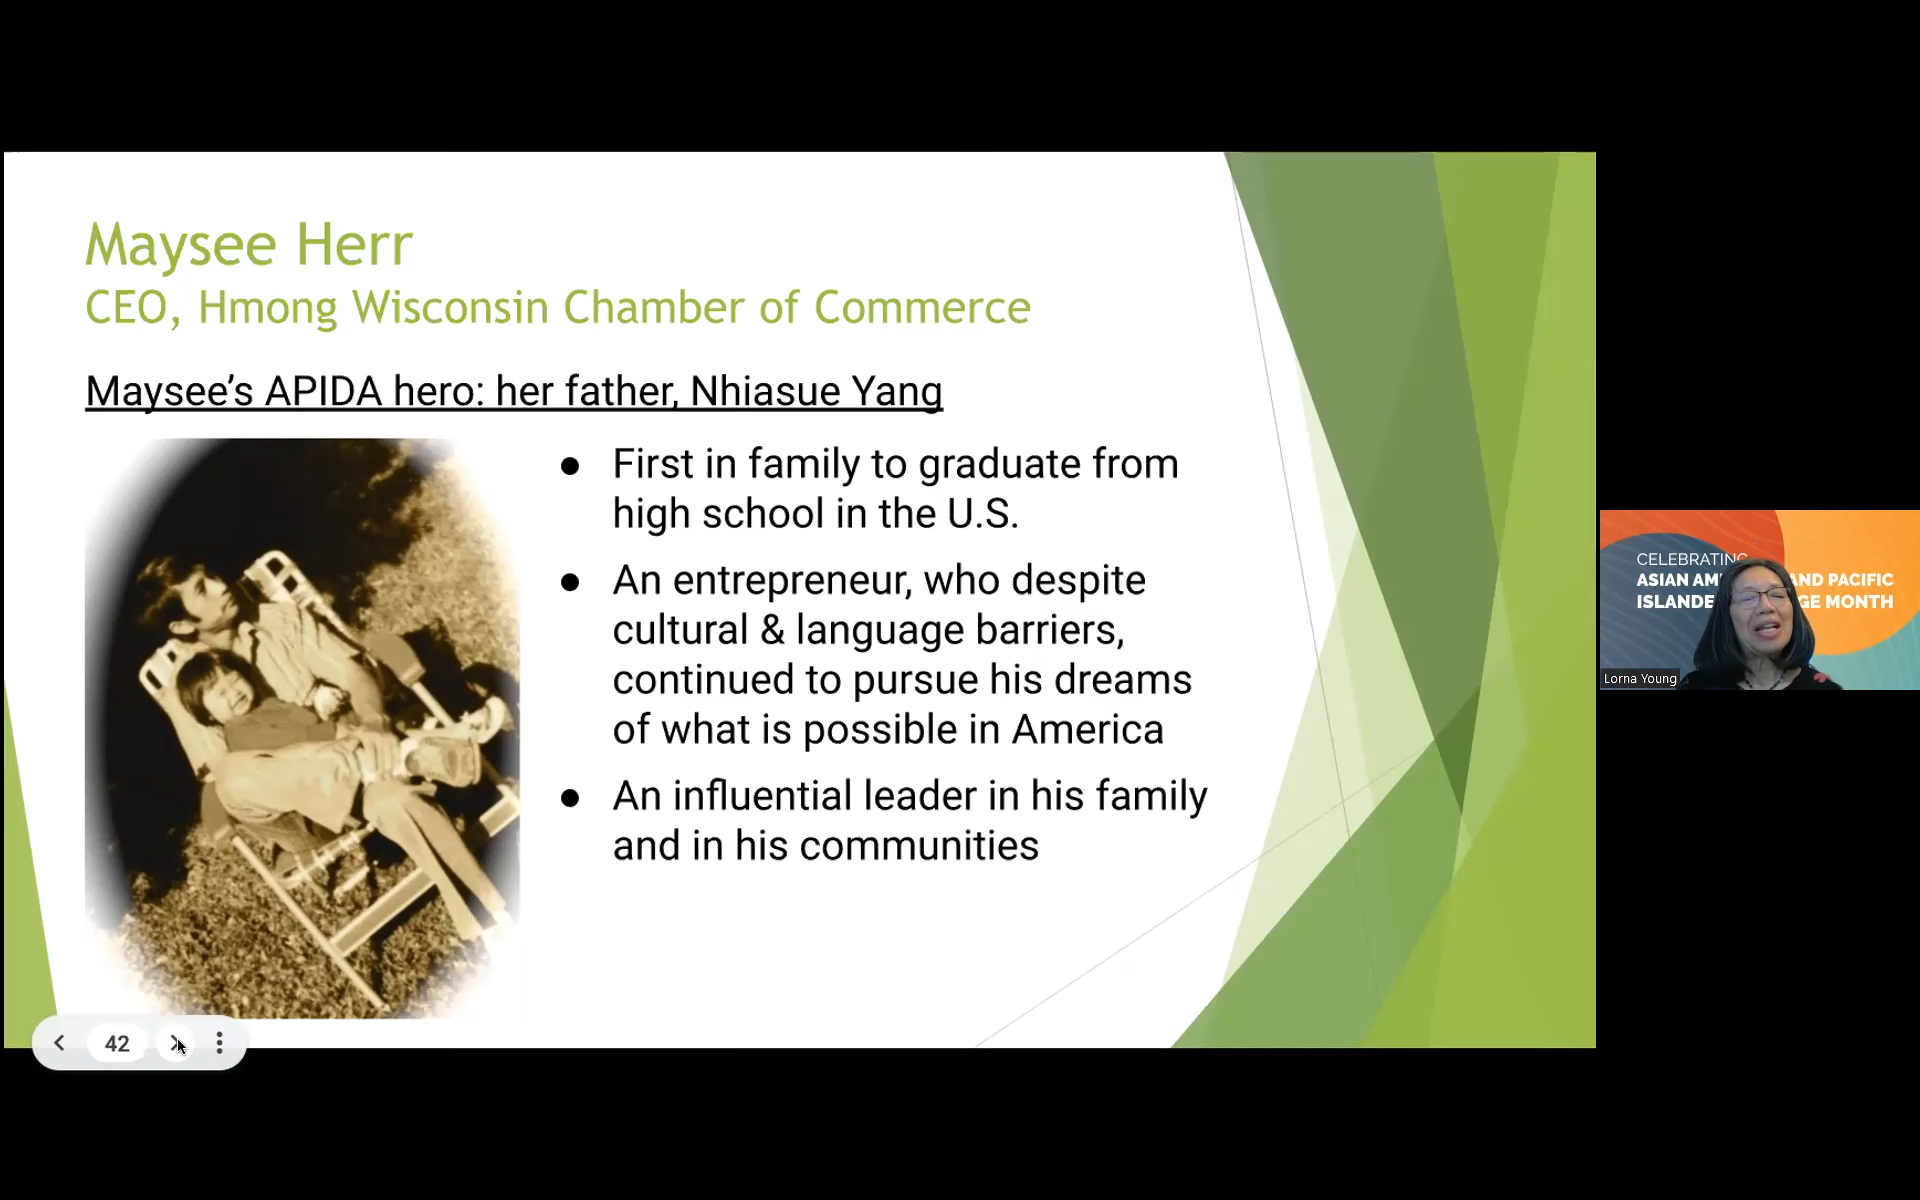 Maysee Herr
CEO, Hmong Wisconsin Chamber of Commerce
Maysee’s APIDA hero: her father, Nhiasue Yang
● First in family to graduate from
high school in the U.S.
● An entrepreneur, who despite
cultural & language barriers,
continued to pursue his dreams
of what is possible in America
● An influential leader in his family
and in his communities
42
CELEBRATING
ASIAN AM AND PACIFIC
ISLANDE GE MONTH
Lorna Young